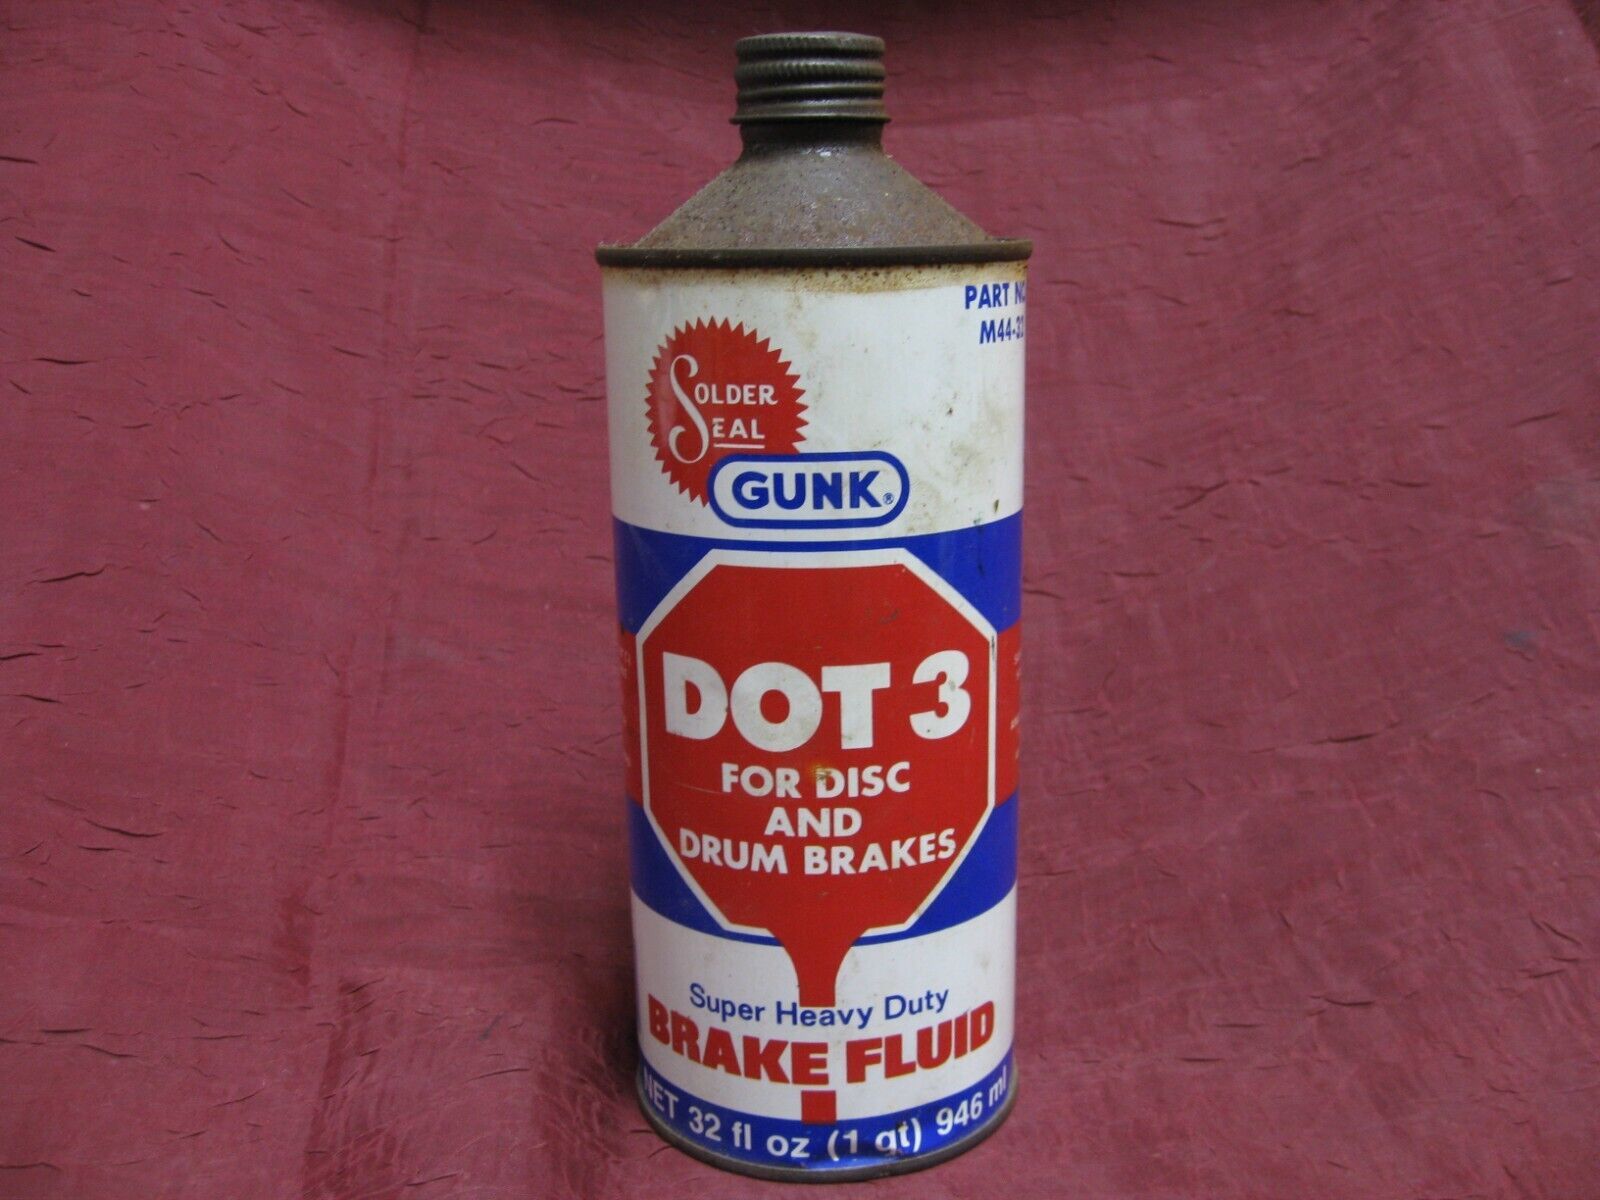 PART NO
M44-32
SOLDER
SEAL
GUNK®
DOT 3
FOR DISC
AND
DRUM BRAKES
Super Heavy Duty
BRAKE FLUID
NET 32 fl oz (1 qt) 946 ml